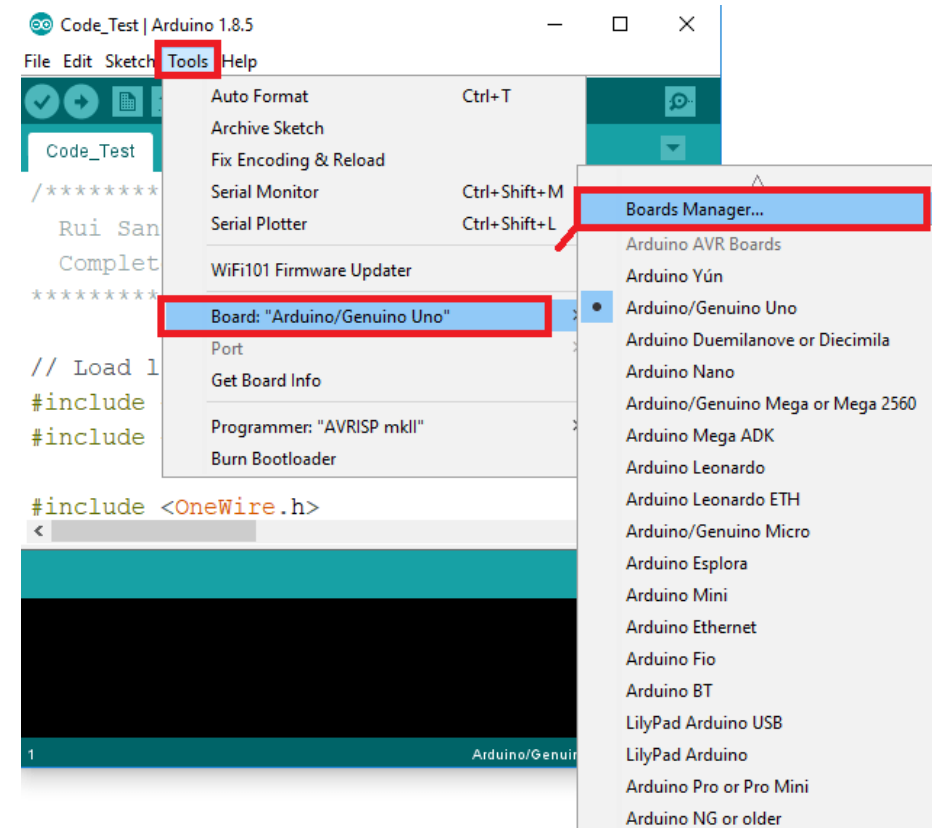 Code_Test | Arduino 1.8.5
File Edit Sketch Tools Help
Auto Format Ctrl+T
Archive Sketch
Fix Encoding & Reload
Serial Monitor Ctrl+Shift+M
Serial Plotter Ctrl+Shift+L
WiFi101 Firmware Updater
Board: "Arduino/Genuino Uno"
Port
Get Board Info
Programmer: "AVRISP mkII"
Burn Bootloader
Code_Test
/********
Rui San
Complet
*********
// Load l
#include
#include
#include <OneWire.h>
1 Arduino/Genuin
Boards Manager...
Arduino AVR Boards
Arduino Yún
Arduino/Genuino Uno
Arduino Duemilanove or Diecimila
Arduino Nano
Arduino/Genuino Mega or Mega 2560
Arduino Mega ADK
Arduino Leonardo
Arduino Leonardo ETH
Arduino/Genuino Micro
Arduino Esplora
Arduino Mini
Arduino Ethernet
Arduino Fio
Arduino BT
LilyPad Arduino USB
LilyPad Arduino
Arduino Pro or Pro Mini
Arduino NG or older